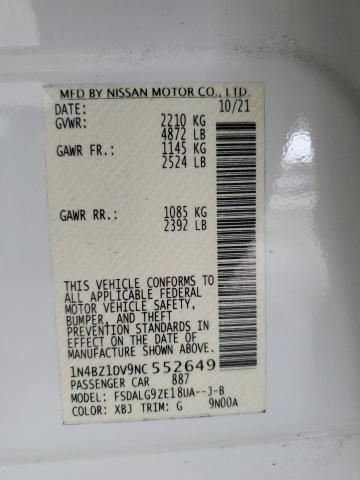 MFD BY NISSAN MOTOR CO., LTD.
DATE: 10/21
GVWR: 2210 KG
4872 LB
GAWR FR.: 1145 KG
2524 LB
GAWR RR.: 1085 KG
2392 LB
THIS VEHICLE CONFORMS TO
ALL APPLICABLE FEDERAL
MOTOR VEHICLE SAFETY,
BUMPER, AND THEFT
PREVENTION STANDARDS
IN EFFECT ON THE DATE OF
MANUFACTURE SHOWN ABOVE.
1N4BZ1DV9NC552649
PASSENGER CAR 887
MODEL: FSDALG9ZE18UA--J-B
COLOR: XBJ TRIM: G 9N00A